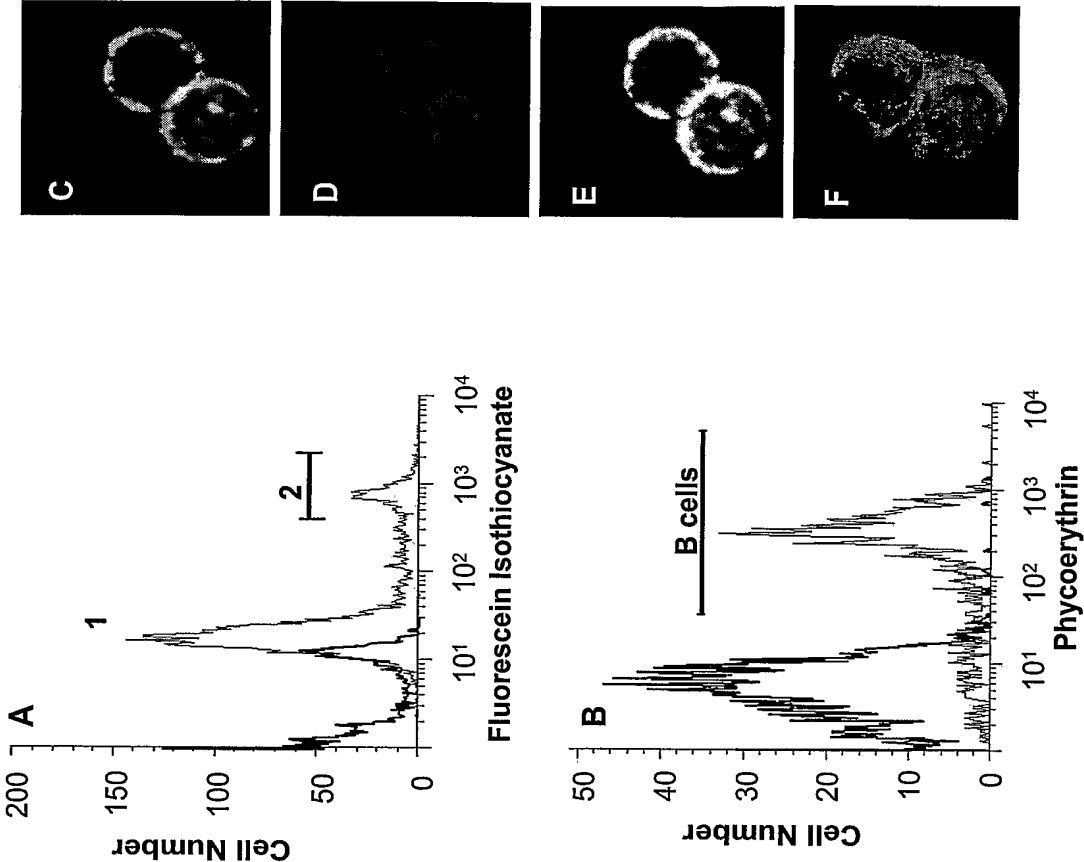 A
200
150
100
50
0
Cell Number
1
2
10¹
10²
10³
10⁴
Fluorescein Isothiocyanate
B
50
40
30
20
10
0
Cell Number
B cells
10¹
10²
10³
10⁴
Phycoerythrin
C
D
E
F